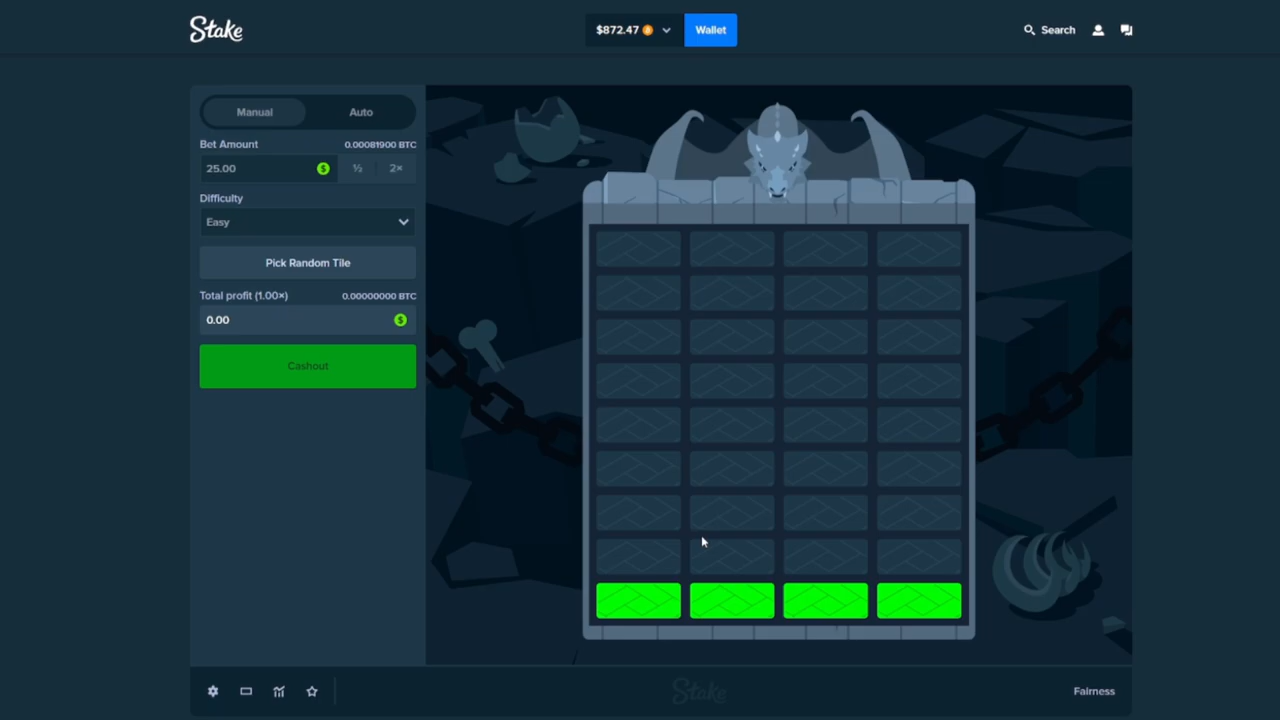 Stake
$872.47
Wallet
Search
Manual
Auto
Bet Amount
0.00081900 BTC
25.00
$
½
2×
Difficulty
Easy
Pick Random Tile
Total profit (1.00×)
0.00000000 BTC
0.00
$
Cashout
Stake
Fairness